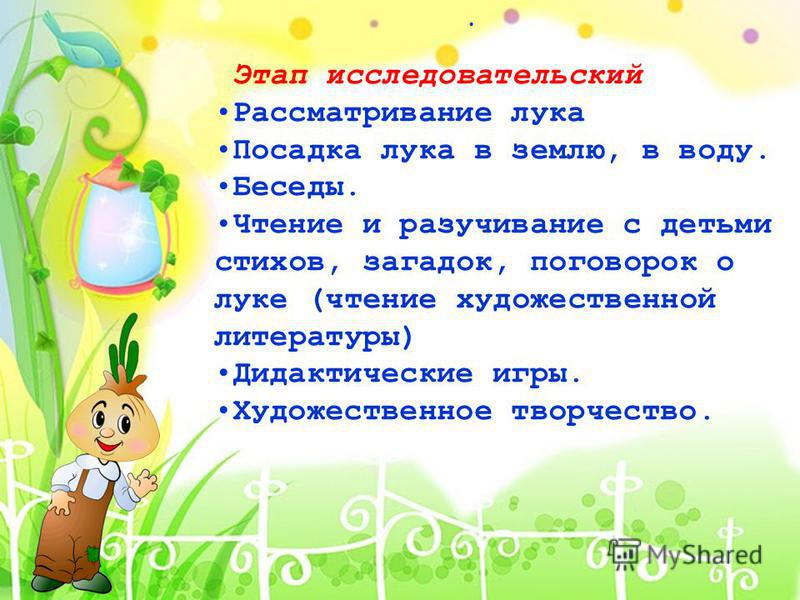 .
Этап исследовательский
•Рассматривание лука
•Посадка лука в землю, в воду.
•Беседы.
•Чтение и разучивание с детьми
стихов, загадок, поговорок о
луке (чтение художественной
литературы)
•Дидактические игры.
•Художественное творчество.
MyShared